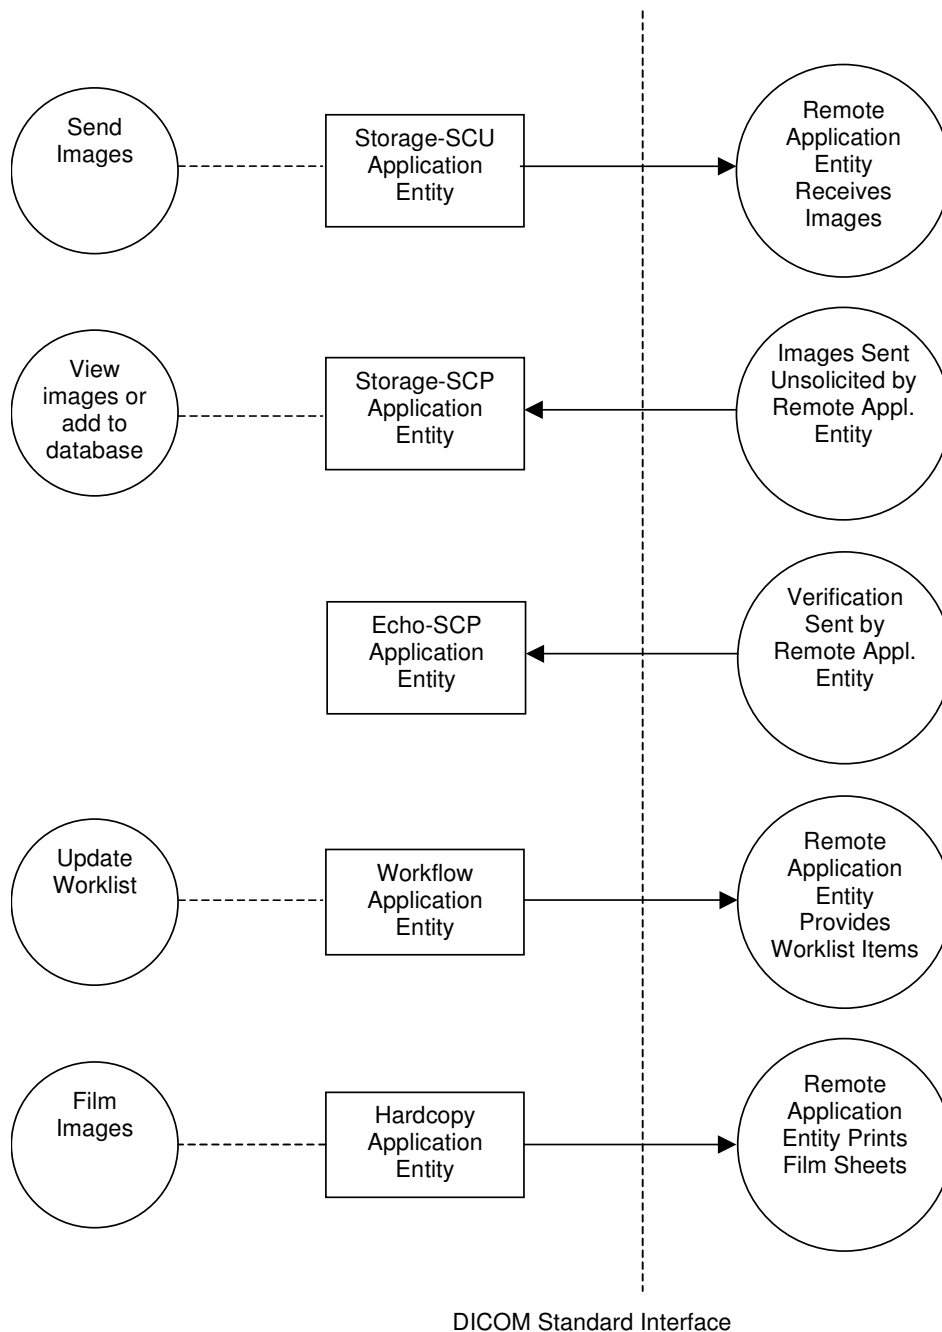 Send
Images
Storage-SCU
Application
Entity
Remote
Application
Entity
Receives
Images
View
images or
add to
database
Storage-SCP
Application
Entity
Images Sent
Unsolicited by
Remote Appl.
Entity
Echo-SCP
Application
Entity
Verification
Sent by
Remote Appl.
Entity
Update
Worklist
Workflow
Application
Entity
Remote
Application
Entity
Provides
Worklist Items
Film
Images
Hardcopy
Application
Entity
Remote
Application
Entity Prints
Film Sheets
DICOM Standard Interface